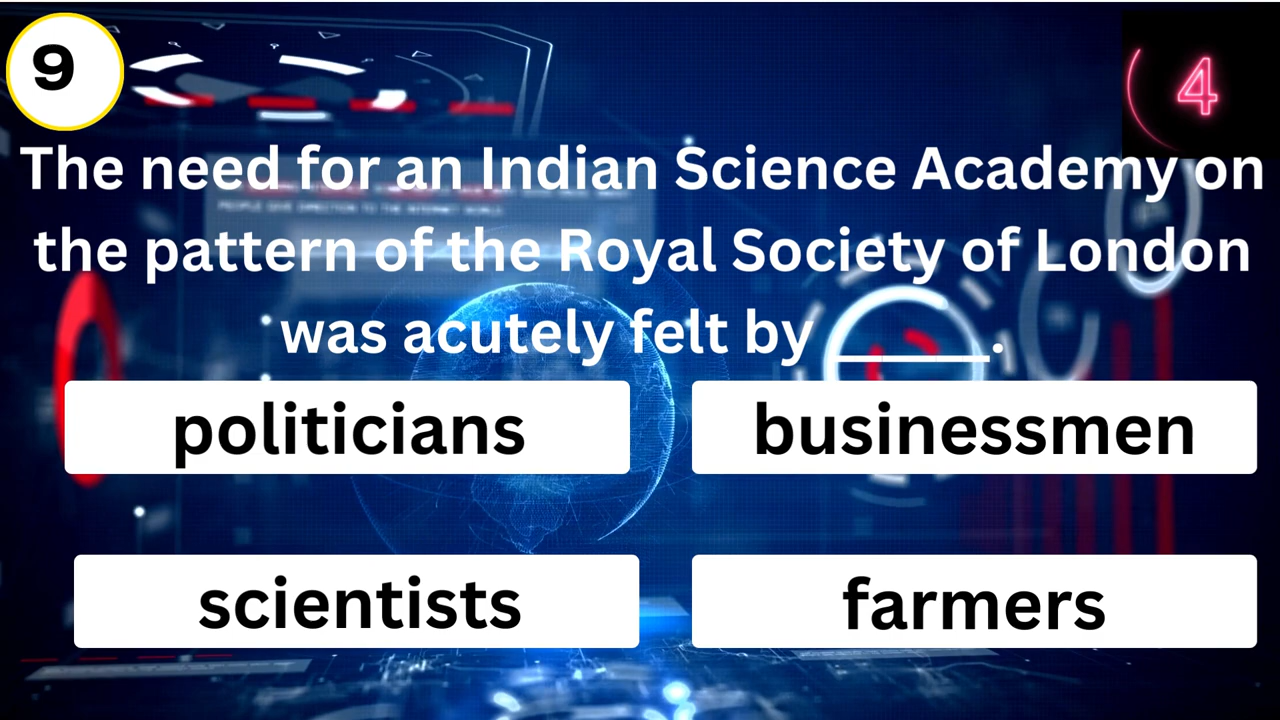 9
4
The need for an Indian Science Academy on
the pattern of the Royal Society of London
was acutely felt by ______.
politicians
businessmen
scientists
farmers